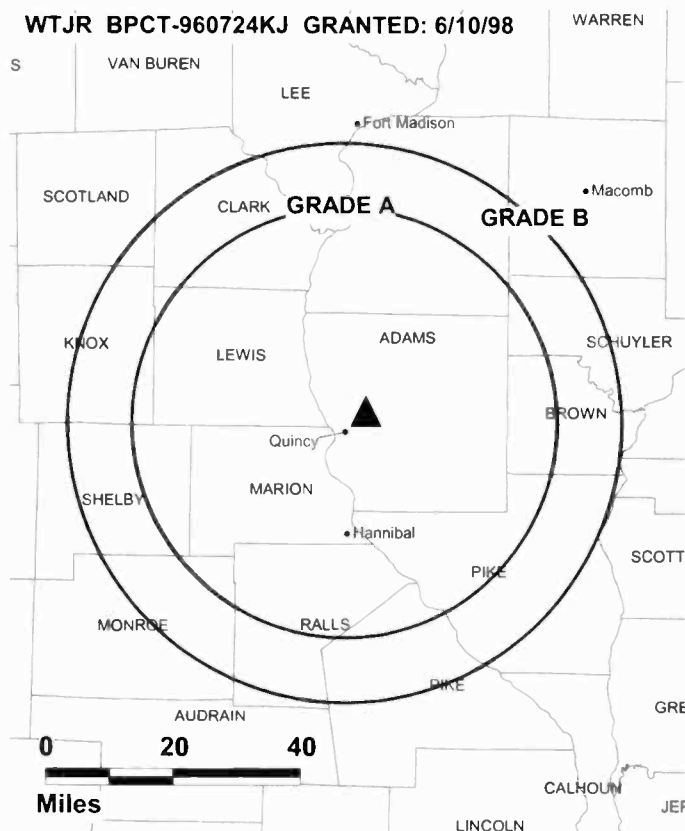 WTJR BPCT-960724KJ GRANTED: 6/10/98
WARREN
S
VAN BUREN
LEE
Fort Madison
SCOTLAND
Macomb
CLARK
GRADE A
GRADE B
KNOX
ADAMS
SCHUYLER
LEWIS
BROWN
Quincy
MARION
SHELBY
Hannibal
SCOTT
PIKE
MONROE
RALLS
PIKE
GRE
AUDRAIN
0 20 40
Miles
CALHOUN
JER
LINCOLN